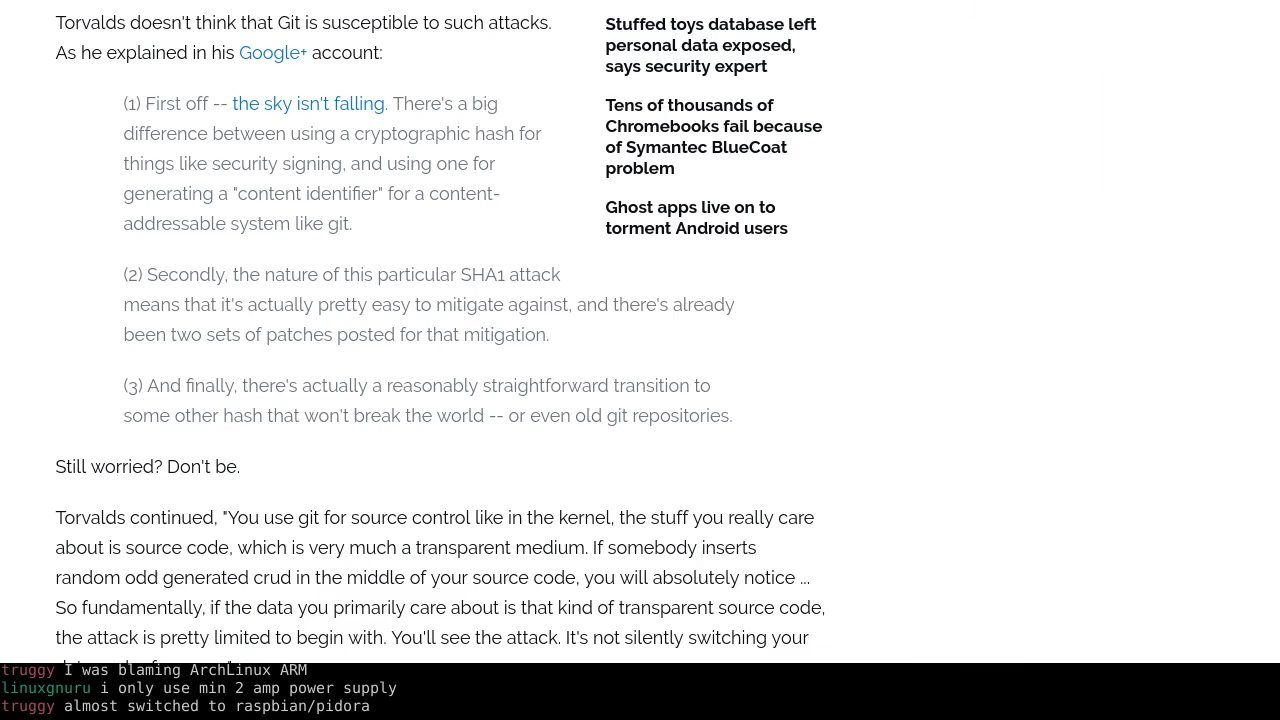 Torvalds doesn't think that Git is susceptible to such attacks.
As he explained in his Google+ account:
(1) First off -- the sky isn't falling. There's a big
difference between using a cryptographic hash for
things like security signing, and using one for
generating a "content identifier" for a content-
addressable system like git.
(2) Secondly, the nature of this particular SHA1 attack
means that it's actually pretty easy to mitigate against, and there's already
been two sets of patches posted for that mitigation.
(3) And finally, there's actually a reasonably straightforward transition to
some other hash that won't break the world -- or even old git repositories.
Still worried? Don't be.
Torvalds continued, "You use git for source control like in the kernel, the stuff you really care
about is source code, which is very much a transparent medium. If somebody inserts
random odd generated crud in the middle of your source code, you will absolutely notice ...
So fundamentally, if the data you primarily care about is that kind of transparent source code,
the attack is pretty limited to begin with. You'll see the attack. It's not silently switching your
Stuffed toys database left
personal data exposed,
says security expert
Tens of thousands of
Chromebooks fail because
of Symantec BlueCoat
problem
Ghost apps live on to
torment Android users
truggy I was blaming ArchLinux ARM
linuxgnuru i only use min 2 amp power supply
truggy almost switched to raspbian/pidora